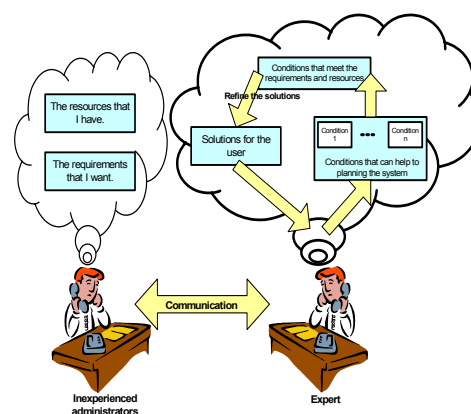 The resources that
I have.
The requirements
that I want.
Conditions that meet the
requirements and resources
Refine the solutions
Solutions for the
user
Condition
1
Condition
n
Conditions that can help to
planning the system
Communication
Inexperienced
administrators
Expert